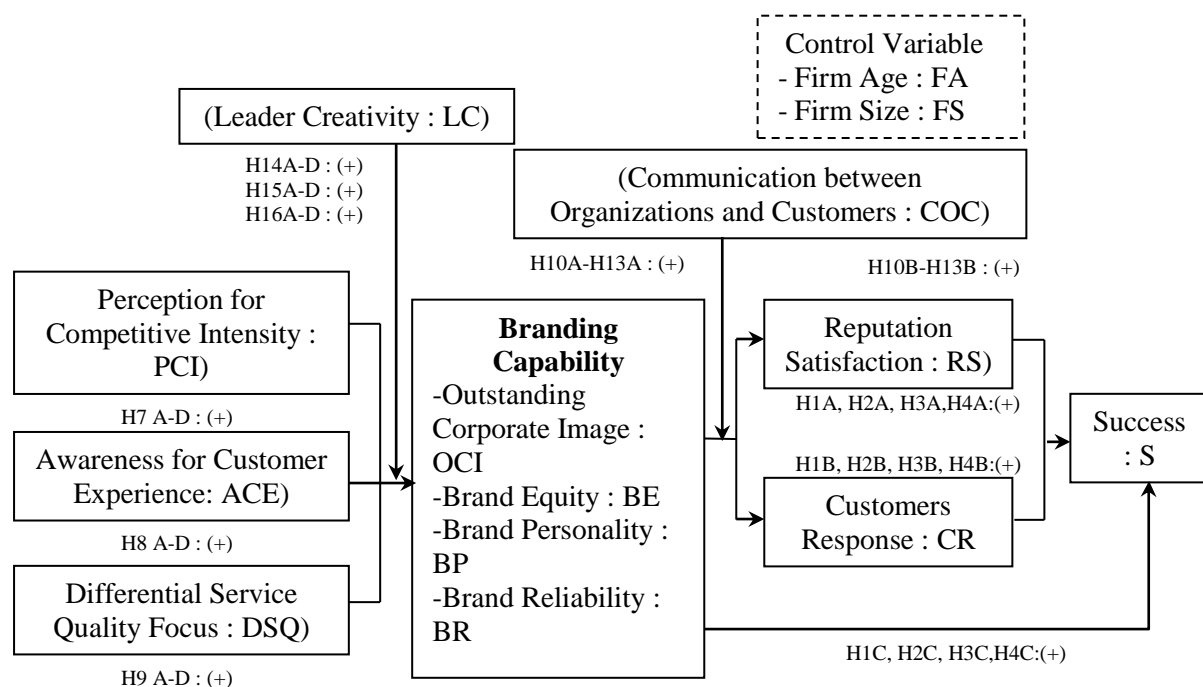 Control Variable
- Firm Age : FA
- Firm Size : FS
(Leader Creativity : LC)
H14A-D : (+)
H15A-D : (+)
H16A-D : (+)
(Communication between
Organizations and Customers : COC)
H10A-H13A : (+)
H10B-H13B : (+)
Perception for
Competitive Intensity :
PCI)
H7 A-D : (+)
Awareness for Customer
Experience: ACE)
H8 A-D : (+)
Differential Service
Quality Focus : DSQ)
H9 A-D : (+)
Branding
Capability
-Outstanding
Corporate Image :
OCI
-Brand Equity : BE
-Brand Personality :
BP
-Brand Reliability :
BR
Reputation
Satisfaction : RS)
H1A, H2A, H3A,H4A:(+)
H1B, H2B, H3B, H4B:(+)
Customers
Response : CR
Success
: S
H1C, H2C, H3C,H4C:(+)